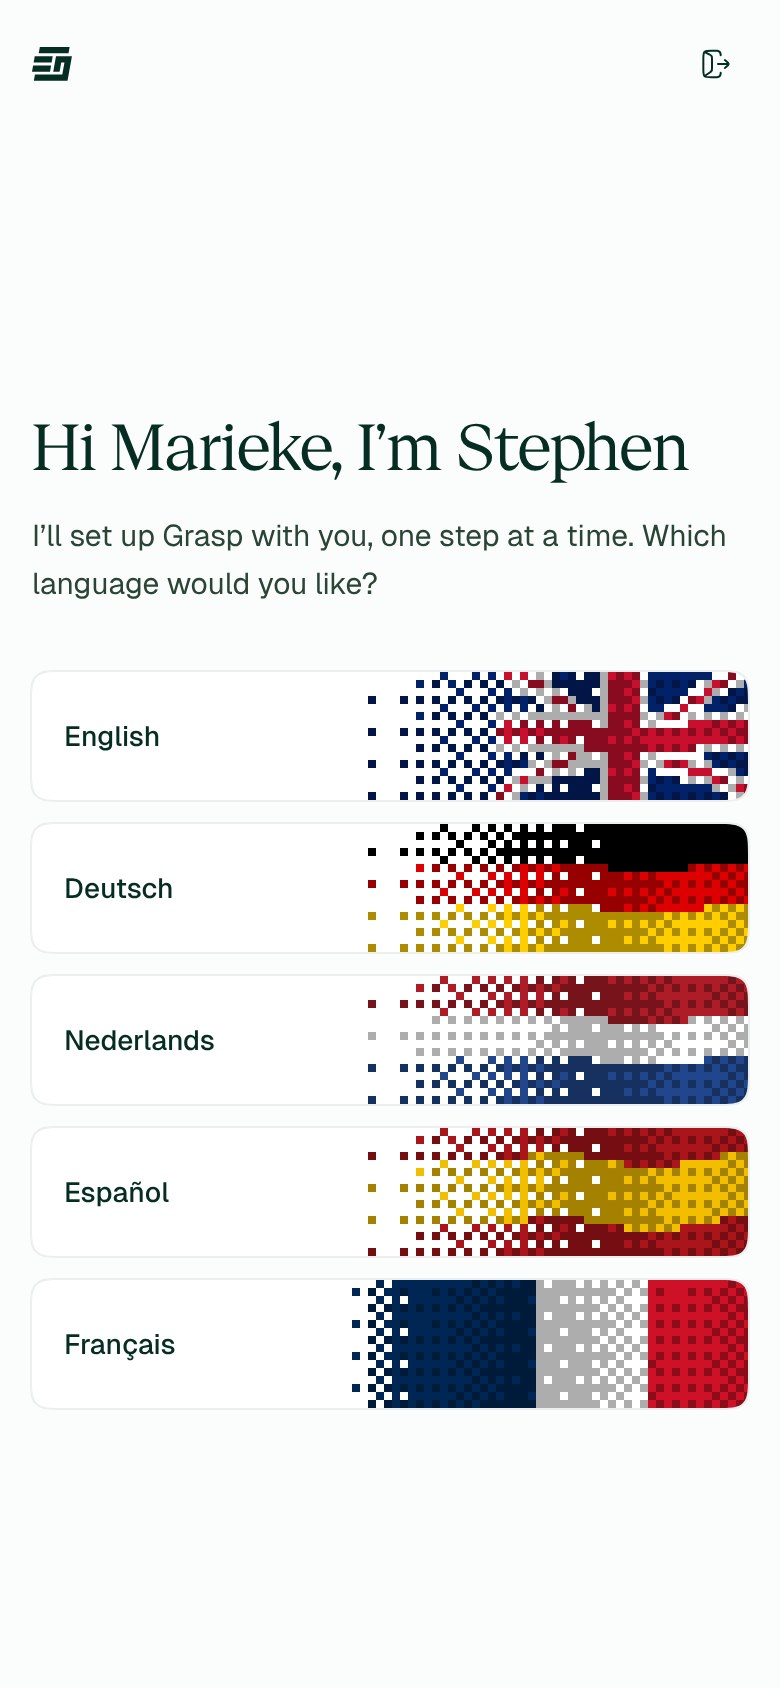 Hi Marieke, I’m Stephen
I’ll set up Grasp with you, one step at a time. Which
language would you like?
English
Deutsch
Nederlands
Español
Français